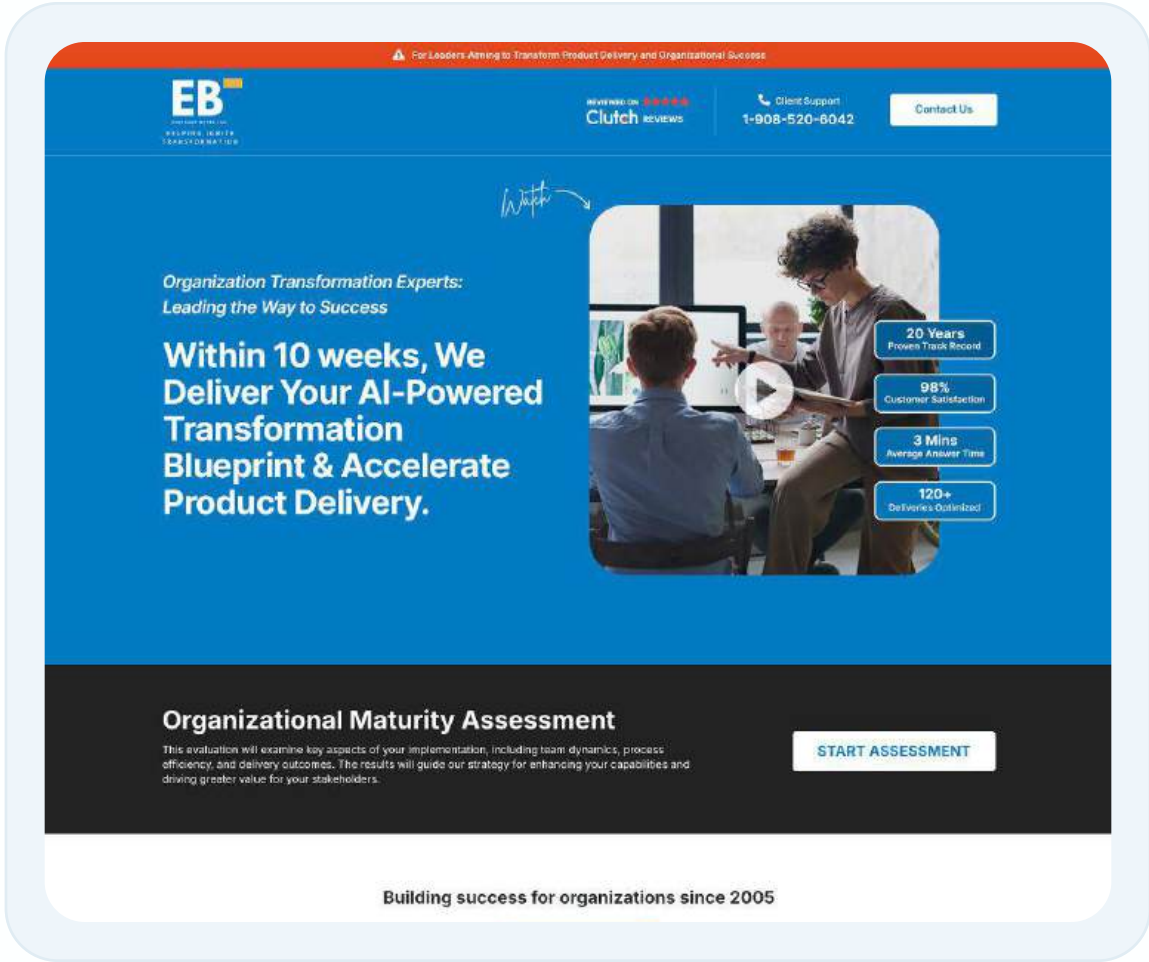 For Leaders Aiming to Transform Product Delivery and Organizational Success
EB
HELPING IGNITE
TRANSFORMATION
REVIEWED ON
Clutch REVIEWS
Client Support
1-908-520-6042
Contact Us
Watch
Organization Transformation Experts:
Leading the Way to Success
Within 10 weeks, We
Deliver Your AI-Powered
Transformation
Blueprint & Accelerate
Product Delivery.
20 Years
Proven Track Record
98%
Customer Satisfaction
3 Mins
Average Answer Time
120+
Deliveries Optimized
Organizational Maturity Assessment
This evaluation will examine key aspects of your implementation, including team dynamics, process
efficiency, and delivery outcomes. The results will guide our strategy for enhancing your capabilities and
driving greater value for your stakeholders.
START ASSESSMENT
Building success for organizations since 2005